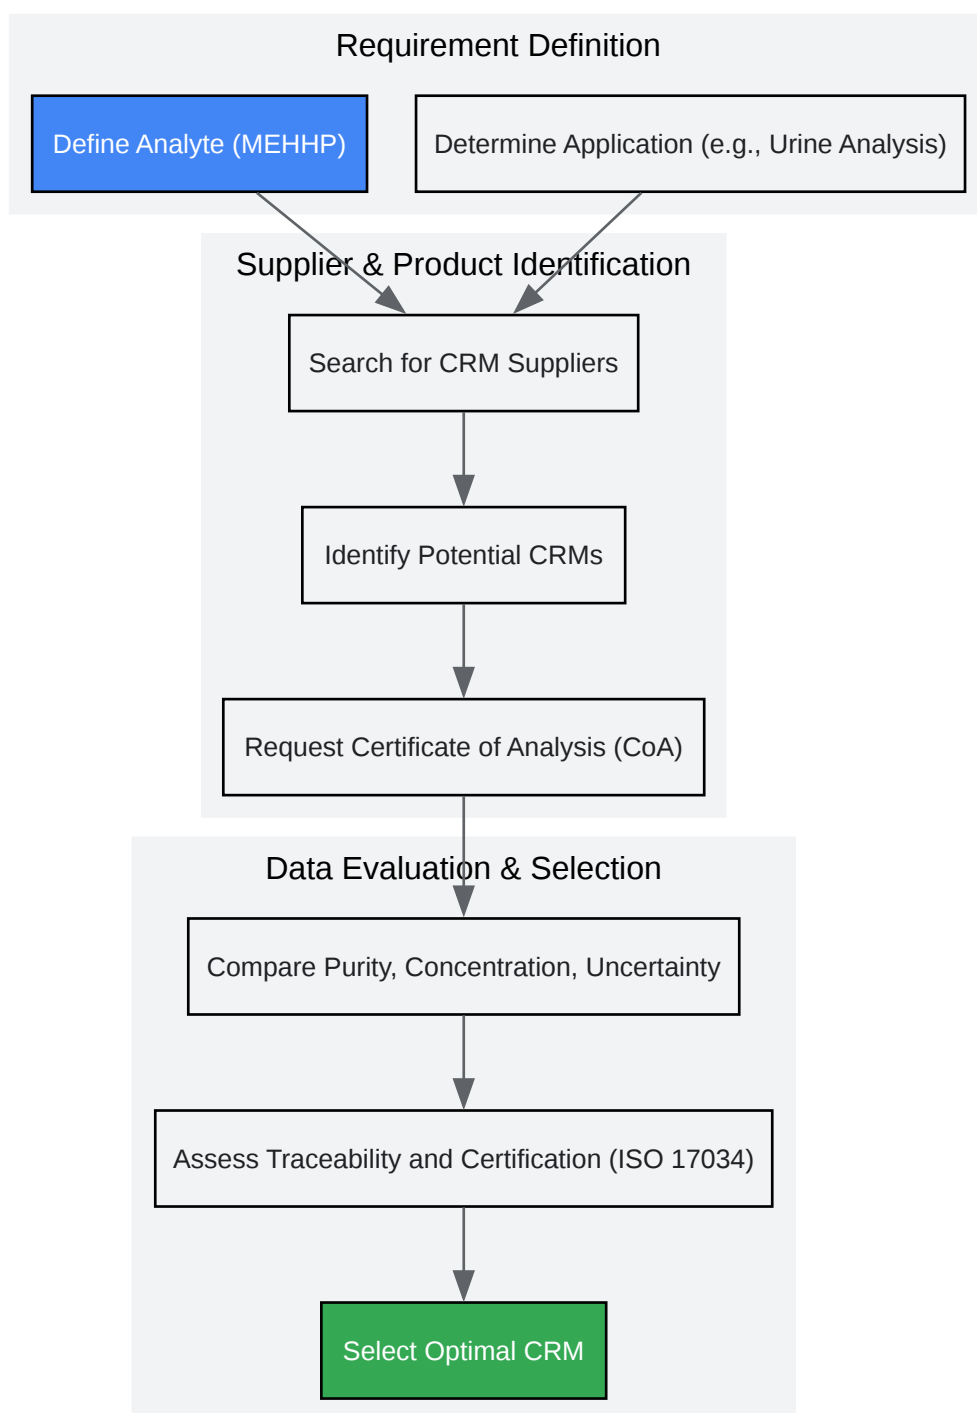 Requirement Definition
Define Analyte (MEHHP)
Determine Application (e.g., Urine Analysis)
Supplier & Product Identification
Search for CRM Suppliers
Identify Potential CRMs
Request Certificate of Analysis (CoA)
Data Evaluation & Selection
Compare Purity, Concentration, Uncertainty
Assess Traceability and Certification (ISO 17034)
Select Optimal CRM